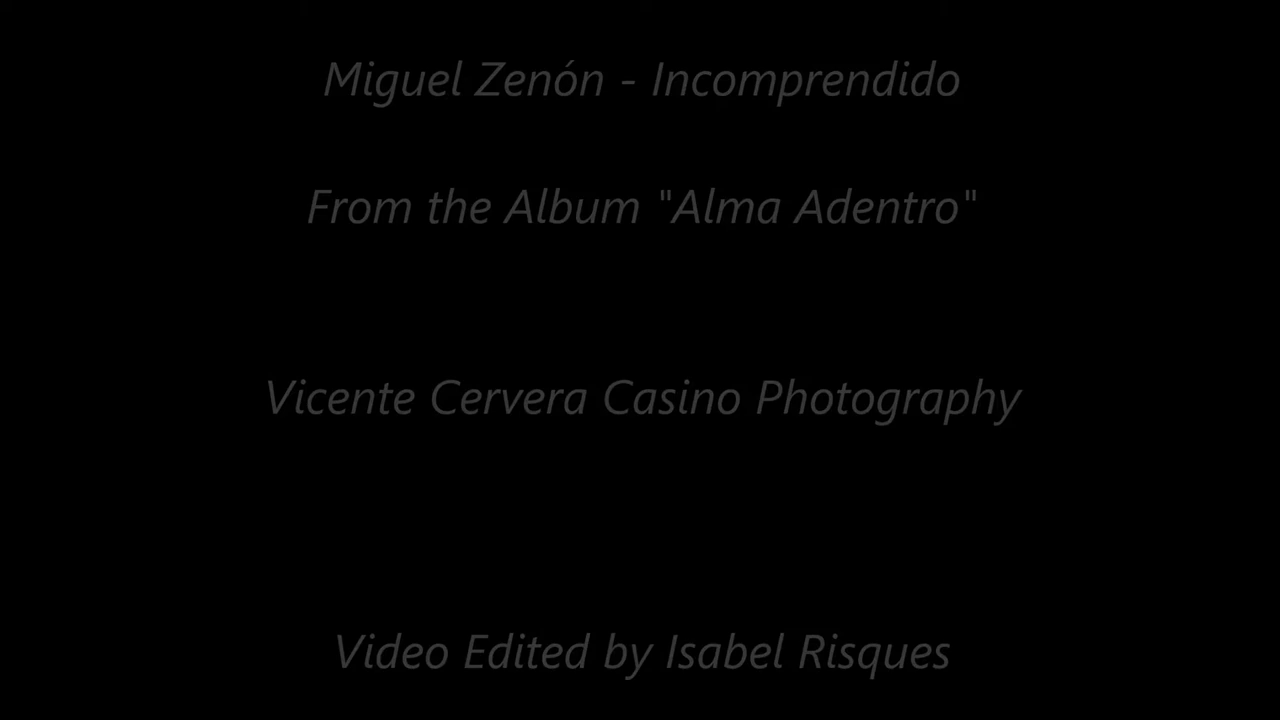 Miguel Zenón - Incomprendido
From the Album "Alma Adentro"
Vicente Cervera Casino Photography
Video Edited by Isabel Risques